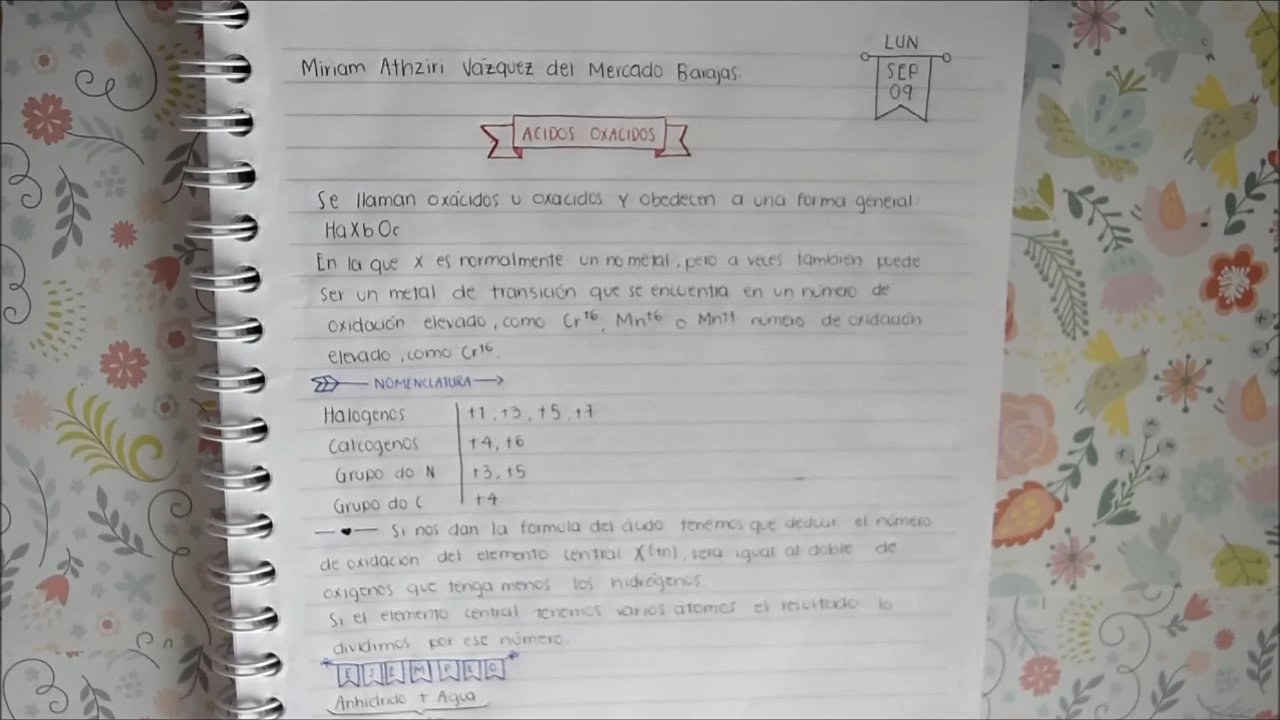 LUN
SEP
09
Miriam Athziri Vázquez del Mercado Barajas.
ACIDOS OXACIDOS
Se llaman oxácidos u oxacidos y obedecen a una forma general:
HaXbOc
En la que x es normalmente un no metal, pero a veces tambien puede
ser un metal de transición que se encuentra en un número de
oxidación elevado, como Cr+6, Mn+6 o Mn+7 número de oxidación
elevado, como Cr+6.
NOMENCLATURA
Halogenos +1, +3, +5, +7
Calcogenos +4, +6
Grupo do N +3, +5
Grupo do C +4
Si nos dan la formula del ácido tenemos que deducir el número
de oxidación del elemento central X(+n), sera igual al doble de
oxigenos que tenga menos los hidrógenos.
Si el elemento central tenemos varios átomos el resultado lo
dividimos por ese número.
EJEMPLO
Anhidrido + Agua